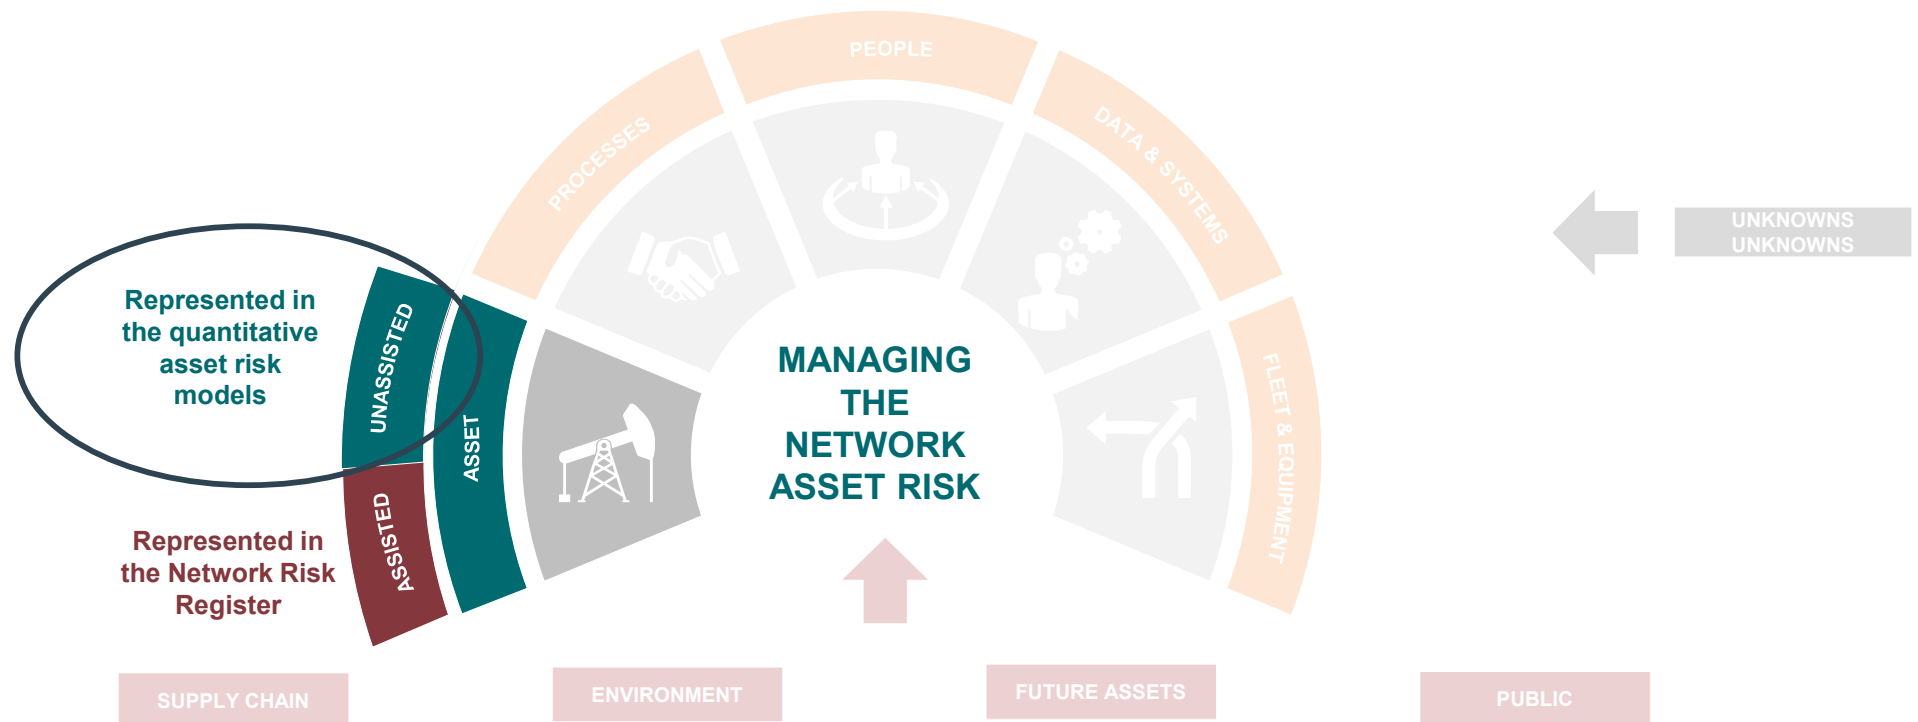 PEOPLE
PROCESSES
DATA & SYSTEMS
UNKNOWNS
UNKNOWNS
Represented in
the quantitative
asset risk
models
UNASSISTED
ASSET
MANAGING
THE
NETWORK
ASSET RISK
FLEET & EQUIPMENT
ASSISTED
Represented in
the Network Risk
Register
SUPPLY CHAIN
ENVIRONMENT
FUTURE ASSETS
PUBLIC